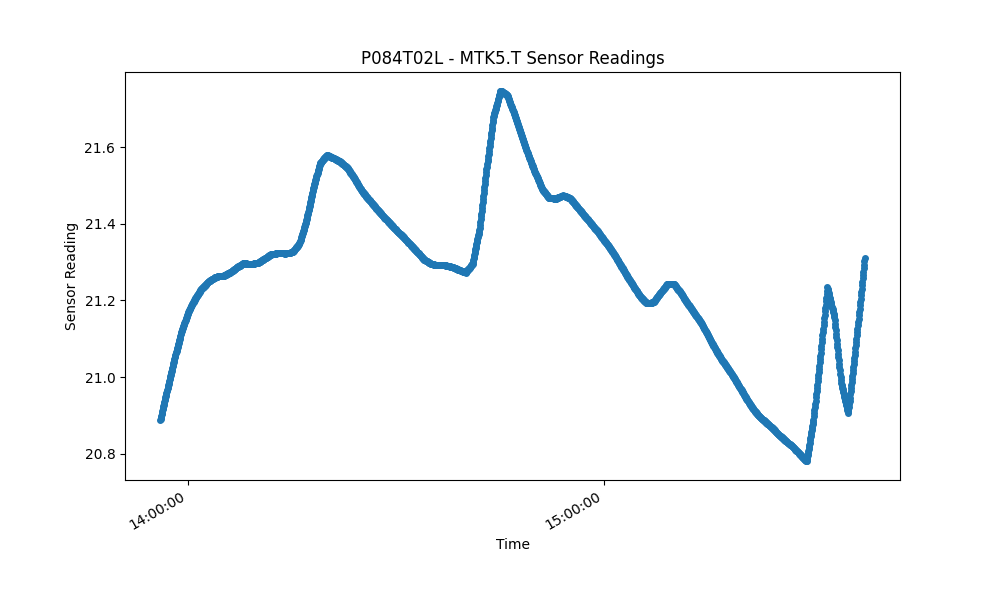 P084T02L - MTK5.T Sensor Readings
Sensor Reading
21.6
21.4
21.2
21.0
20.8
14:00:00
15:00:00
Time